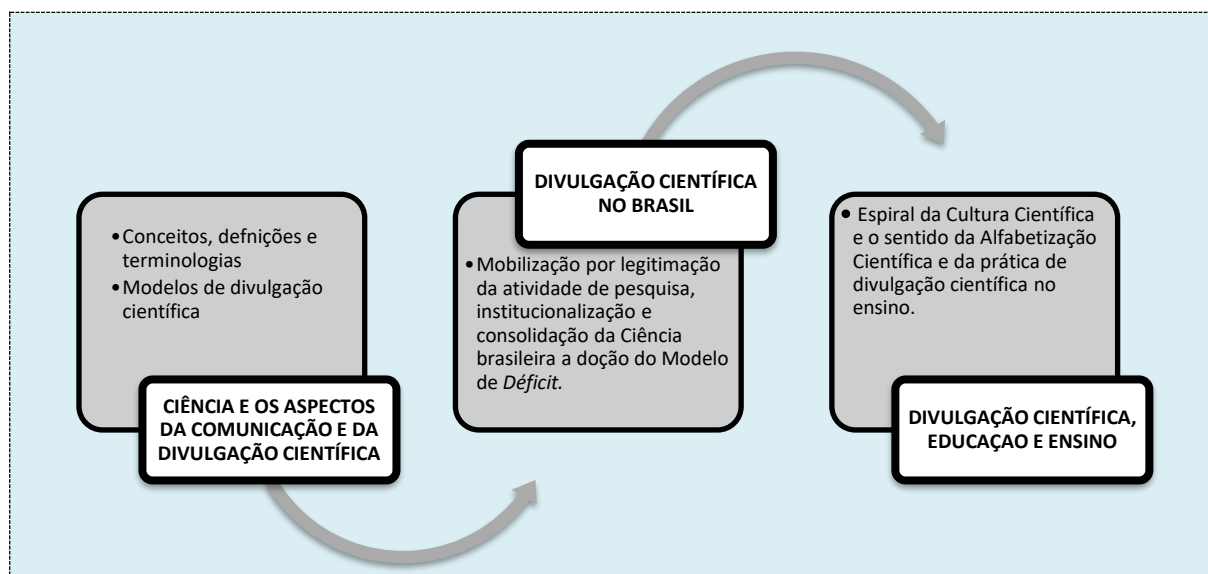 •Conceitos, defnições e
terminologias
•Modelos de divulgação
científica
CIÊNCIA E OS ASPECTOS
DA COMUNICAÇÃO E DA
DIVULGAÇÃO CIENTÍFICA
DIVULGAÇÃO CIENTÍFICA
NO BRASIL
•Mobilização por legitimação
da atividade de pesquisa,
institucionalização e
consolidação da Ciência
brasileira a doção do Modelo
de Déficit.
• Espiral da Cultura Científica
e o sentido da Alfabetização
Científica e da prática de
divulgação científica no
ensino.
DIVULGAÇÃO CIENTÍFICA,
EDUCAÇAO E ENSINO